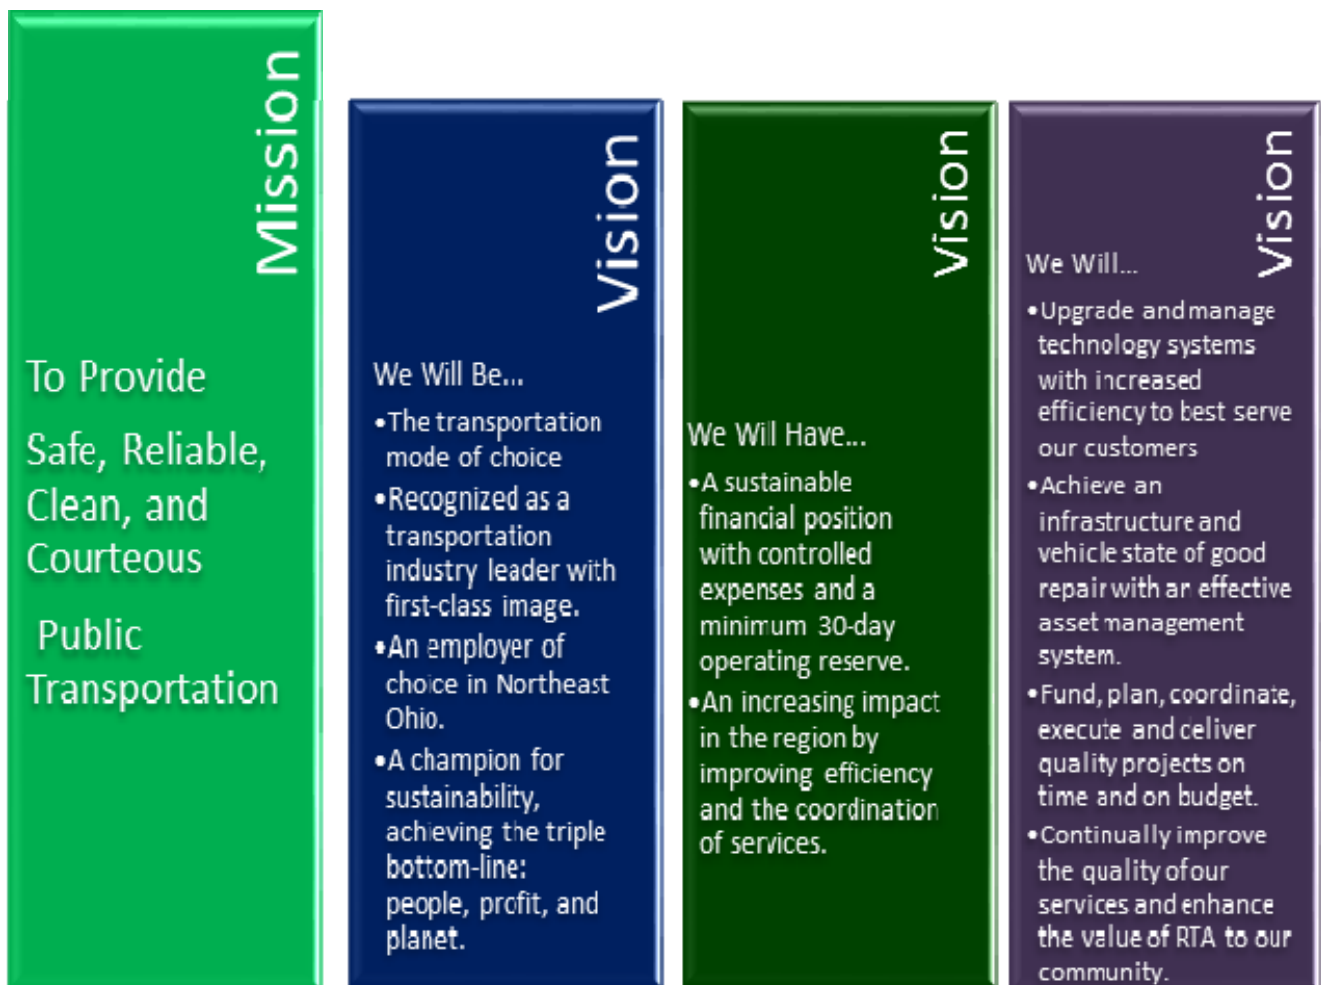 Mission
To Provide
Safe, Reliable,
Clean, and
Courteous
Public
Transportation
Vision
We Will Be...
•The transportation
mode of choice
•Recognized as a
transportation
industry leader with
first-class image.
•An employer of
choice in Northeast
Ohio.
•A champion for
sustainability,
achieving the triple
bottom-line:
people, profit, and
planet.
Vision
We Will Have...
•A sustainable
financial position
with controlled
expenses and a
minimum 30-day
operating reserve.
•An increasing impact
in the region by
improving efficiency
and the coordination
of services.
Vision
We Will...
•Upgrade and manage
technology systems
with increased
efficiency to best serve
our customers
•Achieve an
infrastructure and
vehicle state of good
repair with an effective
asset management
system.
•Fund, plan, coordinate,
execute and deliver
quality projects on
time and on budget.
•Continually improve
the quality of our
services and enhance
the value of RTA to our
community.